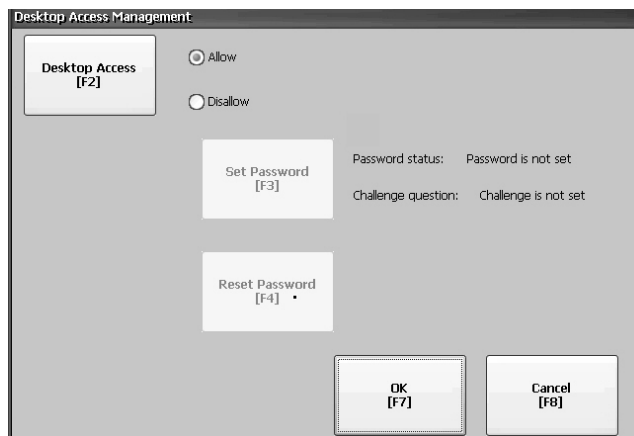 Desktop Access Management
Desktop Access
[F2]
Allow
Disallow
Set Password
[F3]
Password status: Password is not set
Challenge question: Challenge is not set
Reset Password
[F4]
OK
[F7]
Cancel
[F8]